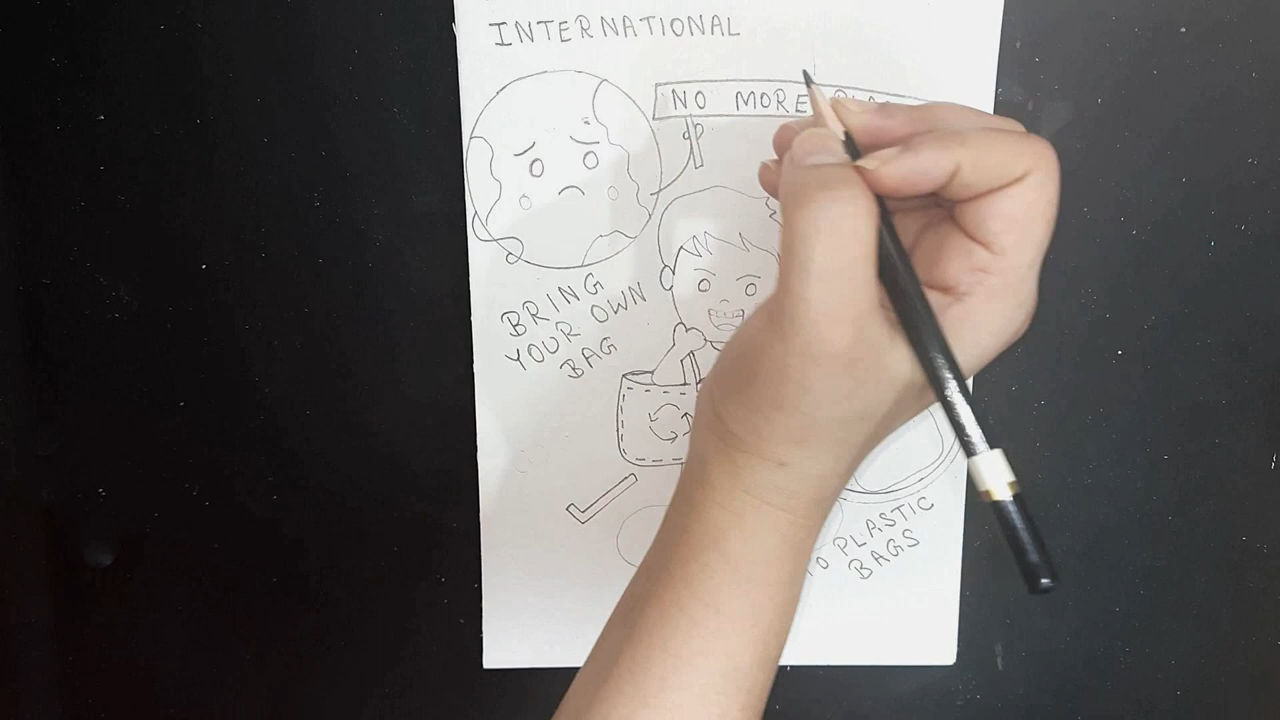 INTERNATIONAL
NO MORE
BRING
YOUR OWN
BAG
PLASTIC
BAGS